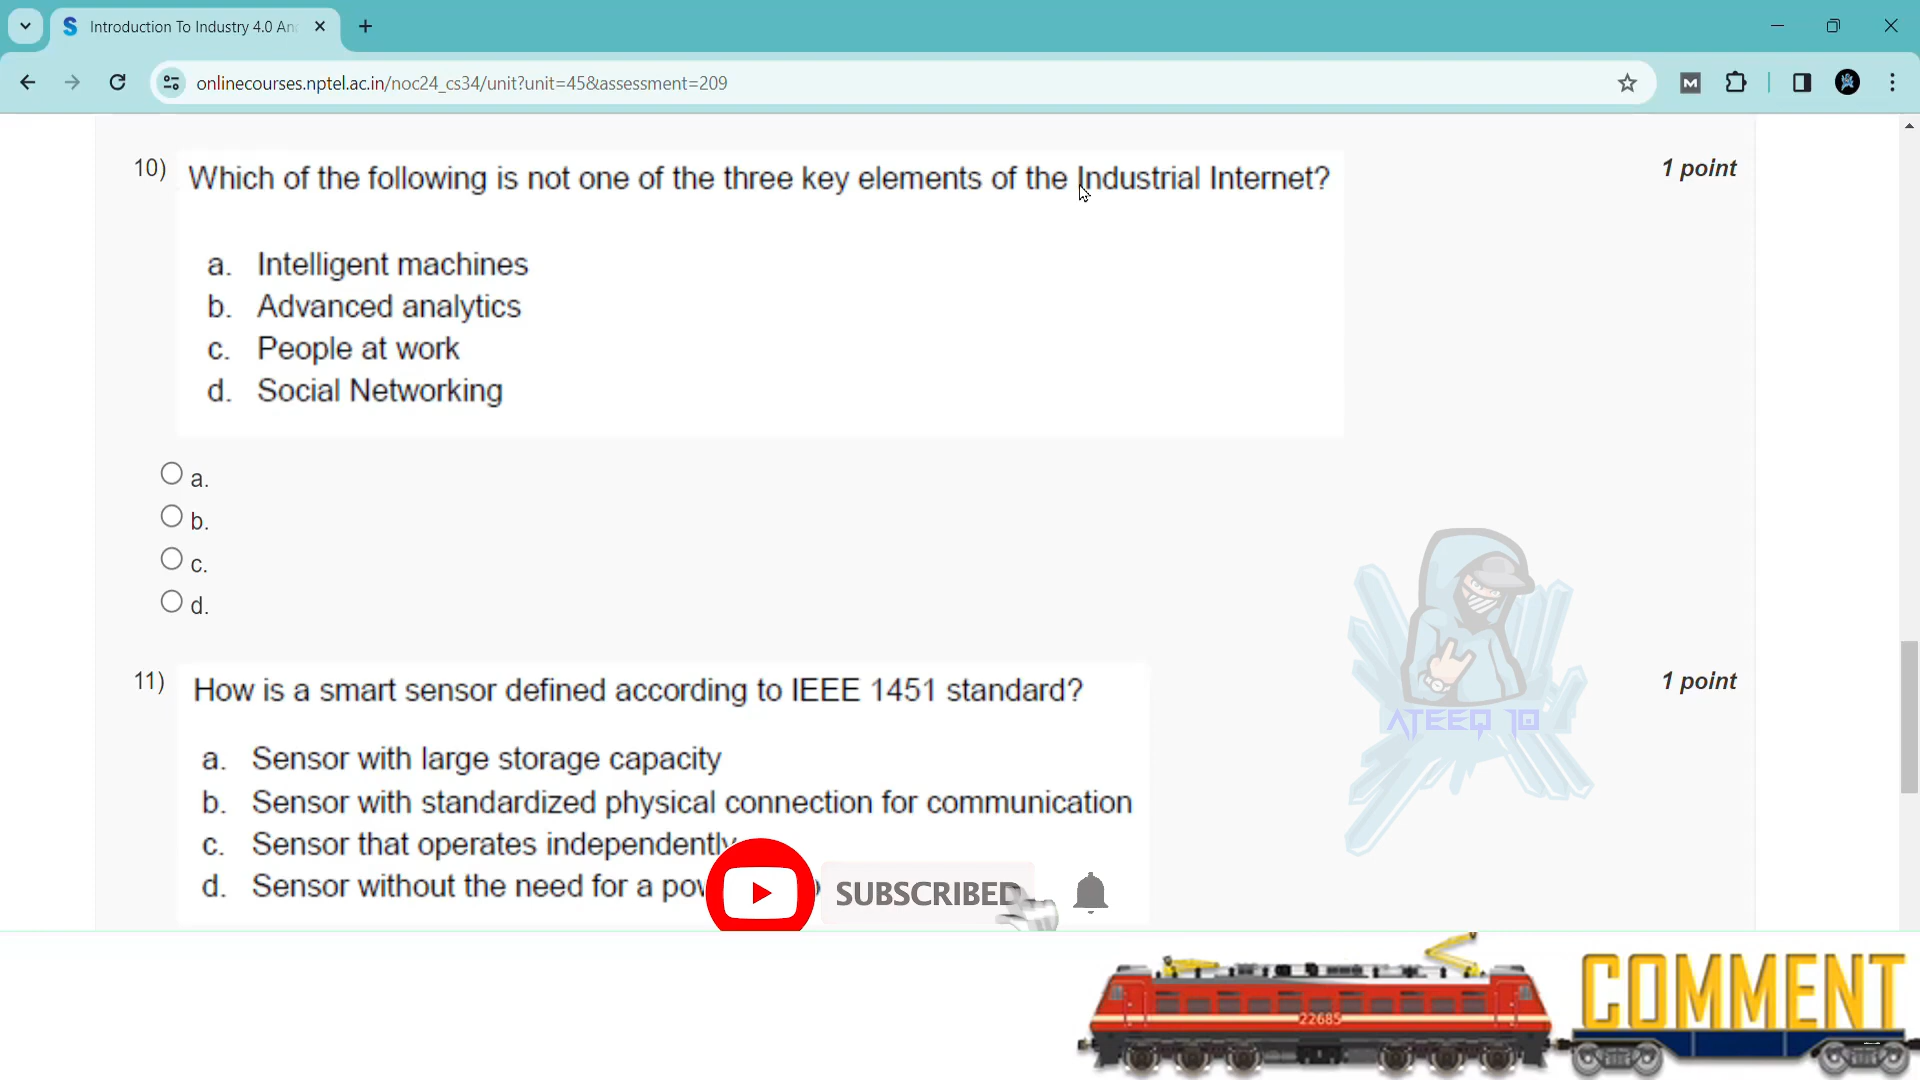 Introduction To Industry 4.0 An
onlinecourses.nptel.ac.in/noc24_cs34/unit?unit=45&assessment=209
10) Which of the following is not one of the three key elements of the Industrial Internet? 1 point
a. Intelligent machines
b. Advanced analytics
c. People at work
d. Social Networking
a.
b.
c.
d.
ATEEQ 10
11) How is a smart sensor defined according to IEEE 1451 standard? 1 point
a. Sensor with large storage capacity
b. Sensor with standardized physical connection for communication
c. Sensor that operates independently
d. Sensor without the need for a
SUBSCRIBED
COMMENT
22685